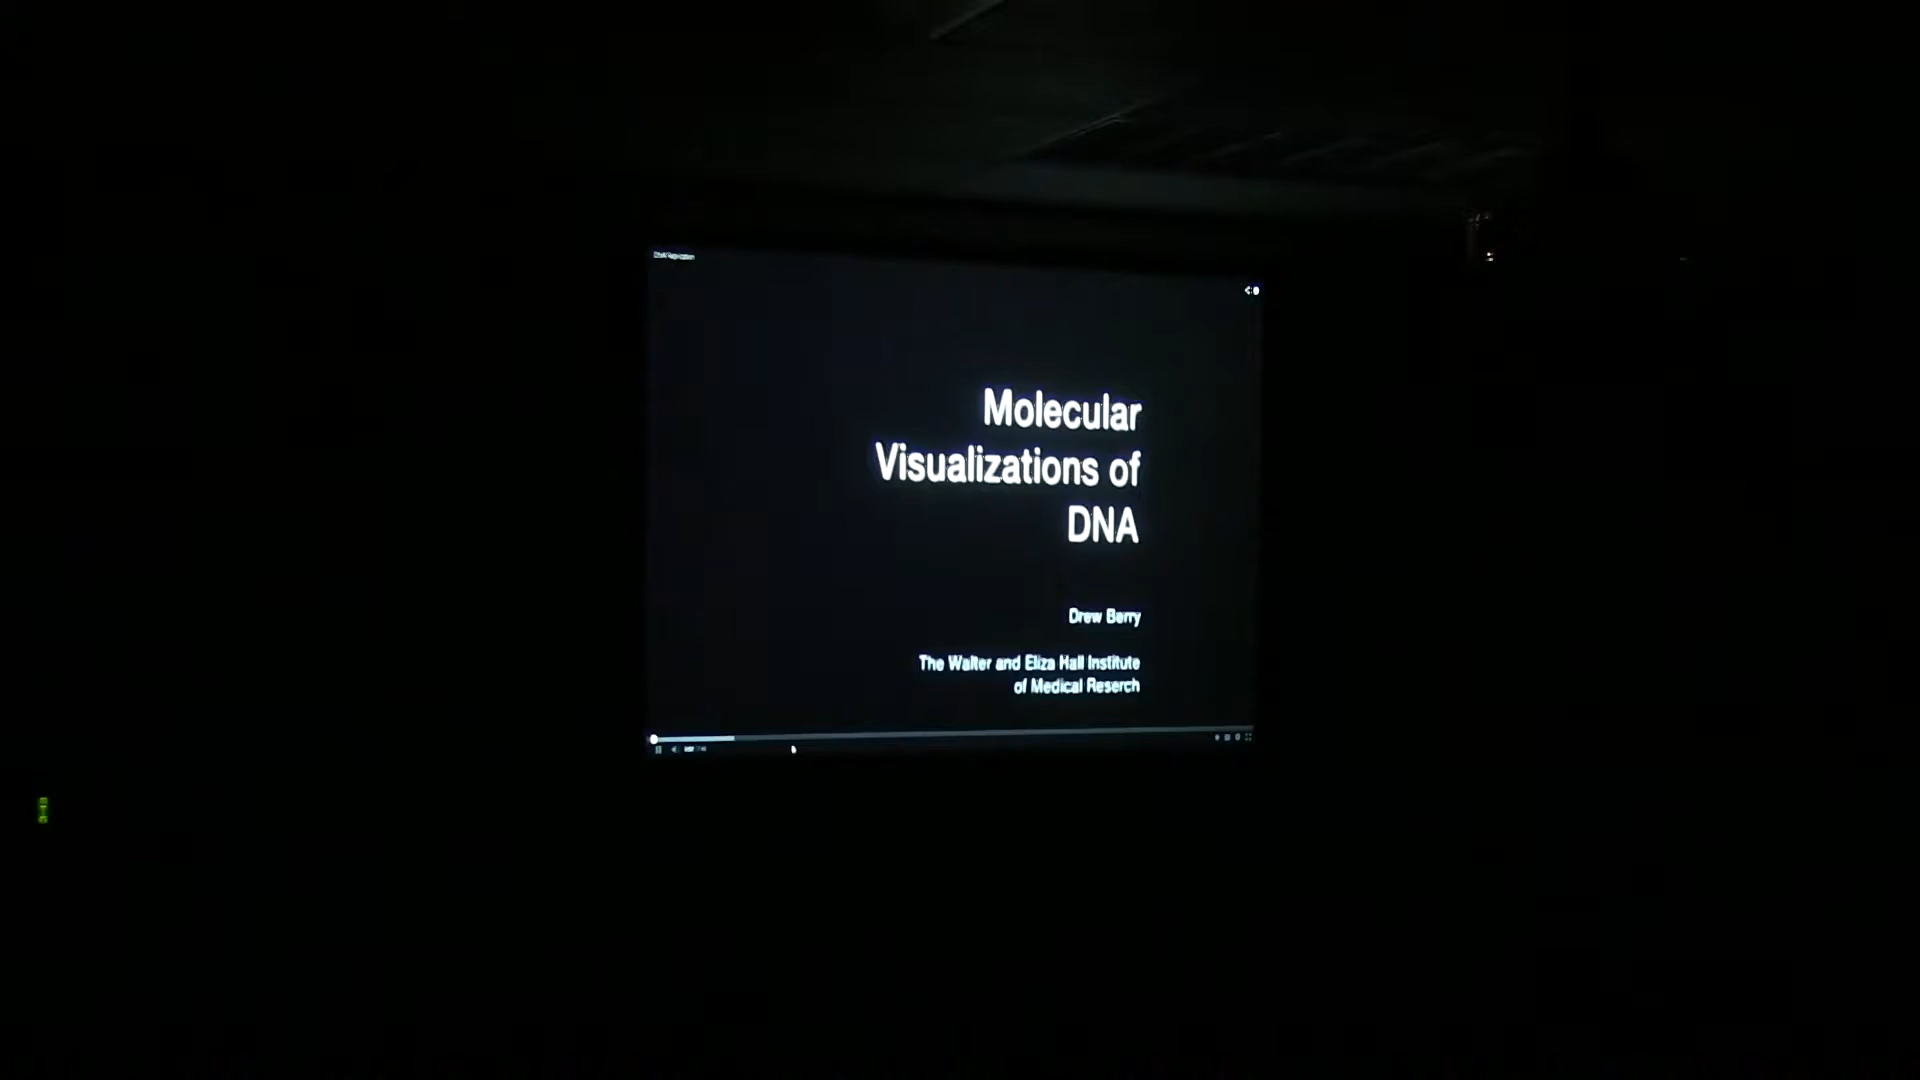 Molecular
Visualizations of
DNA
Drew Berry
The Walter and Eliza Hall Institute
of Medical Reserch